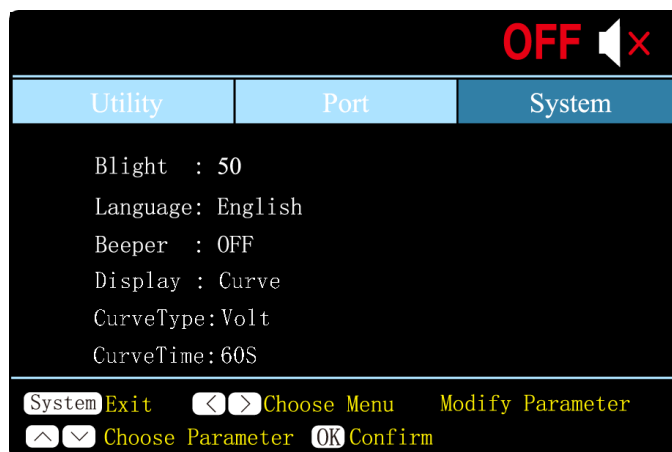 OFF
Utility Port System
Blight : 50
Language: English
Beeper : OFF
Display : Curve
CurveType:Volt
CurveTime:60S
System Exit < > Choose Menu Modify Parameter
Choose Parameter OK Confirm